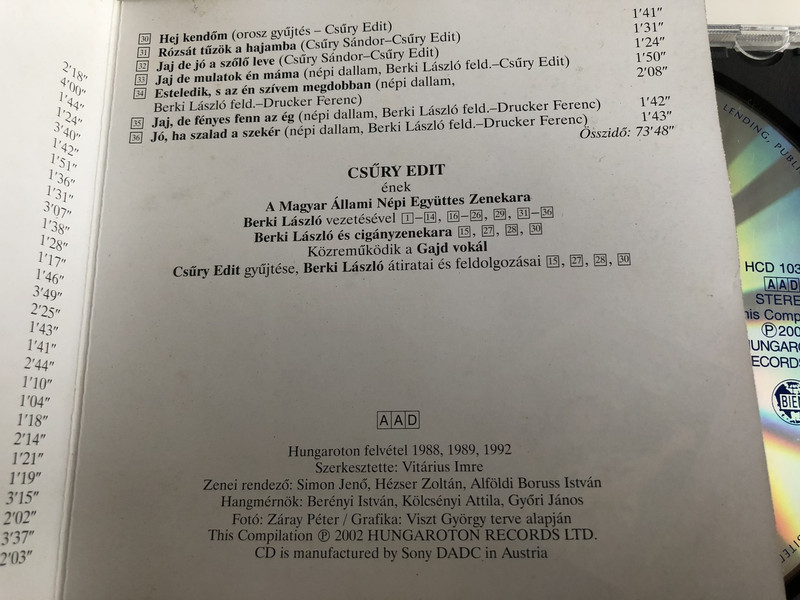 2'18"
4'00"
1'44"
1'24"
3'40"
1'42"
1'51"
1'36"
1'31"
3'07"
1'38"
1'28"
1'17"
1'46"
3'49"
2'25"
1'43"
1'41"
2'44"
1'10"
1'04"
1'18"
2'14"
1'21"
1'19"
3'15"
2'02"
3'37"
2'03"
30 Hej kendőm (orosz gyűjtés – Csűry Edit) 1'41"
31 Rózsát tűzök a hajamba (Csűry Sándor–Csűry Edit) 1'31"
32 Jaj de jó a szőlő leve (Csűry Sándor–Csűry Edit) 1'24"
33 Jaj de mulatok én máma (népi dallam, Berki László feld.–Csűry Edit) 1'50"
34 Esteledik, s az én szívem megdobban (népi dallam, 2'08"
Berki László feld.–Drucker Ferenc)
35 Jaj, de fényes fenn az ég (népi dallam, Berki László feld.–Drucker Ferenc) 1'42"
36 Jó, ha szalad a szekér (népi dallam, Berki László feld.–Drucker Ferenc) 1'43"
Összidő: 73'48"
CSŰRY EDIT
ének
A Magyar Állami Népi Együttes Zenekara
Berki László vezetésével 1–14, 16–26, 29, 31–36
Berki László és cigányzenekara 15, 27, 28, 30
Közreműködik a Gajd vokál
Csűry Edit gyűjtése, Berki László átiratai és feldolgozásai 15, 27, 28, 30
AAD
Hungaroton felvétel 1988, 1989, 1992
Szerkesztette: Vitárius Imre
Zenei rendező: Simon Jenő, Hézser Zoltán, Alföldi Boruss István
Hangmérnök: Berényi István, Kölcsényi Attila, Győri János
Fotó: Záray Péter / Grafika: Viszt György terve alapján
This Compilation ℗ 2002 HUNGAROTON RECORDS LTD.
CD is manufactured by Sony DADC in Austria
LENDING, PUBLI
HCD 103
AAD
STERE
his Comp
℗ 200
UNGAR
ECORD
BIE